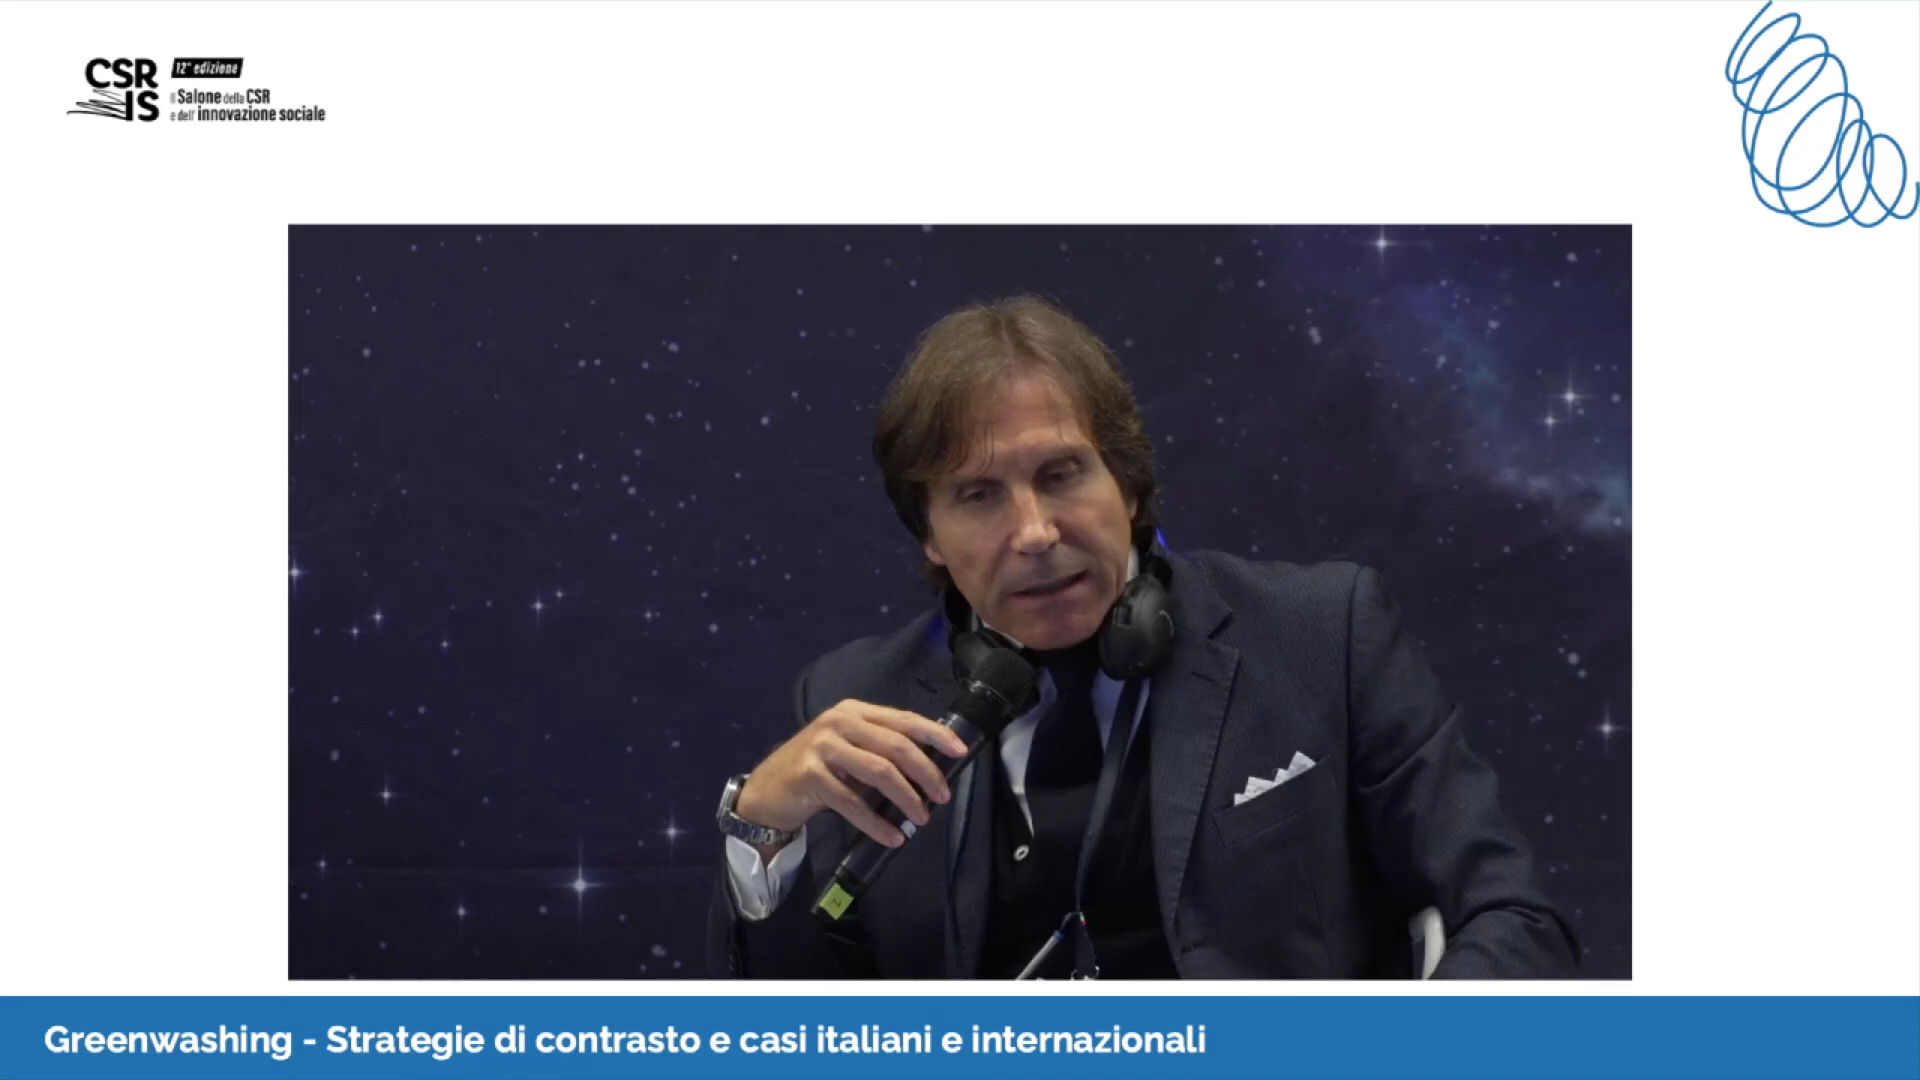 CSR
IS
12ª edizione
Il Salone della CSR
e dell'innovazione sociale
Greenwashing - Strategie di contrasto e casi italiani e internazionali